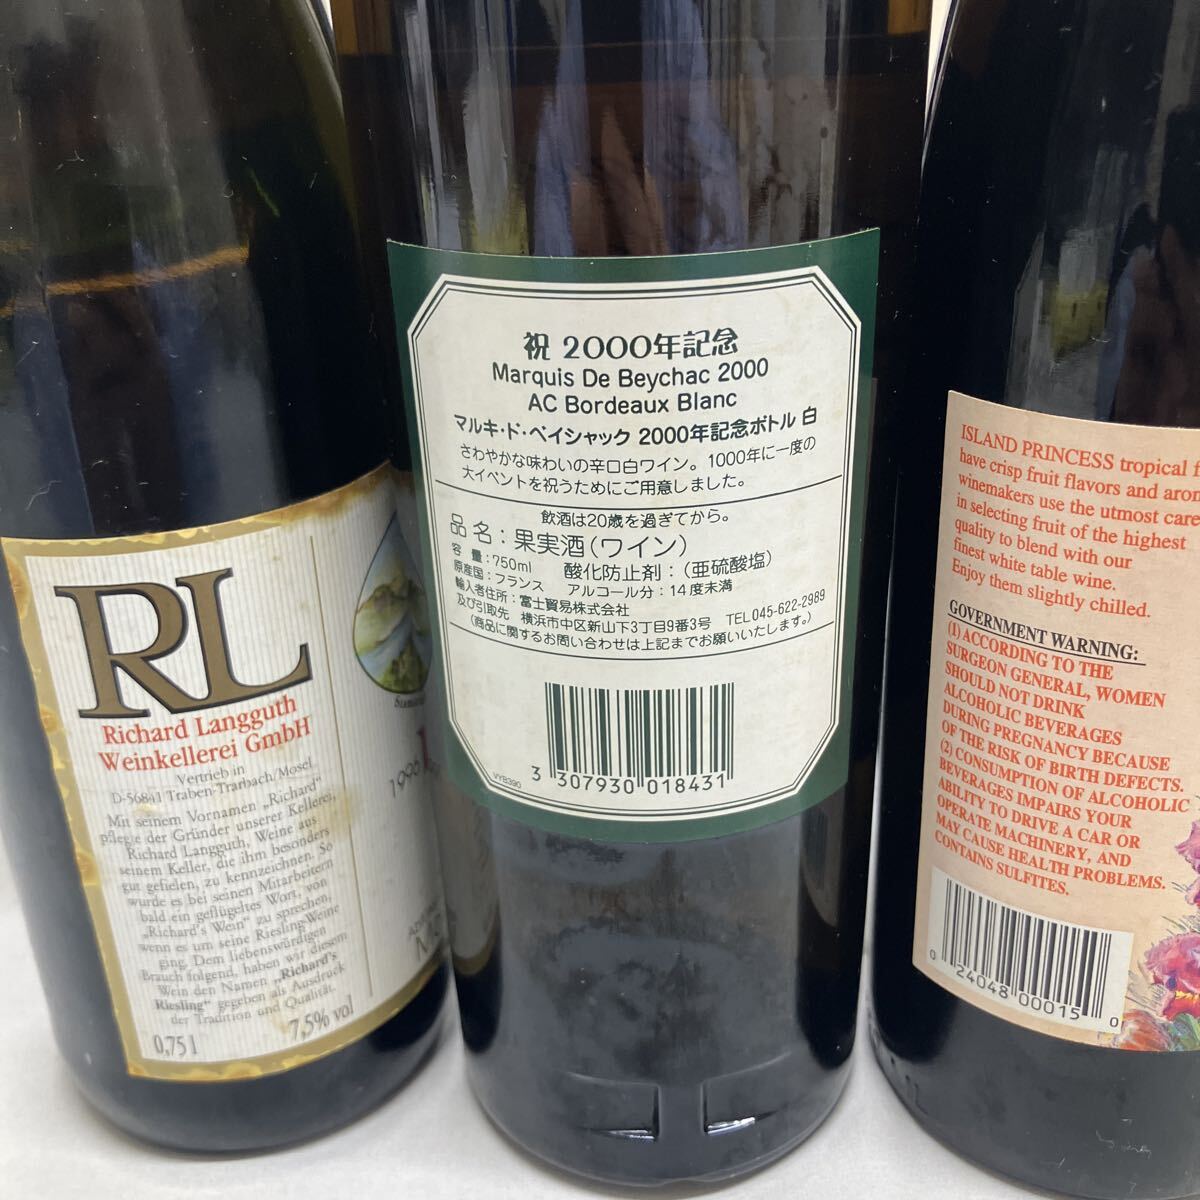 RL
Richard Langguth
Weinkellerei GmbH
Vertrieb in
D-56841 Traben-Trarbach/Mosel
Mit seinem Vornamen „Richard"
pflegte der Gründer unserer Kellerei,
Richard Langguth, Weine aus
seinem Keller, die ihm besonders
gut gefielen, zu kennzeichnen. So
wurde es bei seinen Mitarbeitern
bald ein geflügeltes Wort, von
„Richard's Wein" zu sprechen,
wenn es um seine Riesling-Weine
ging. Dem liebenswürdigen
Brauch folgend, haben wir diesem
Wein den Namen „Richard's
Riesling" gegeben als Ausdruck
der Tradition und Qualität.
0,75 l 7,5% vol
1996
祝 2000年記念
Marquis De Beychac 2000
AC Bordeaux Blanc
マルキ・ド・ベイシャック 2000年記念ボトル 白
さわやかな味わいの辛口白ワイン。1000年に一度の
大イベントを祝うためにご用意しました。
飲酒は20歳を過ぎてから。
品 名：果実酒（ワイン）
容 量：750ml 酸化防止剤：（亜硫酸塩）
原産国：フランス アルコール分：14度未満
輸入者住所：富士貿易株式会社
及び引取先 横浜市中区新山下3丁目9番3号 TEL 045-622-2989
（商品に関するお問い合わせは上記までお願いいたします。）
VYB390
3 307930 018431
ISLAND PRINCESS tropical
have crisp fruit flavors and
winemakers use the utmost care
in selecting fruit of the highest
quality to blend with our
finest white table wine.
Enjoy them slightly chilled.
GOVERNMENT WARNING:
(1) ACCORDING TO THE
SURGEON GENERAL, WOMEN
SHOULD NOT DRINK
ALCOHOLIC BEVERAGES
DURING PREGNANCY BECAUSE
OF THE RISK OF BIRTH DEFECTS.
(2) CONSUMPTION OF ALCOHOLIC
BEVERAGES IMPAIRS YOUR
ABILITY TO DRIVE A CAR OR
OPERATE MACHINERY, AND
MAY CAUSE HEALTH PROBLEMS.
CONTAINS SULFITES.
0 24048 00015 0